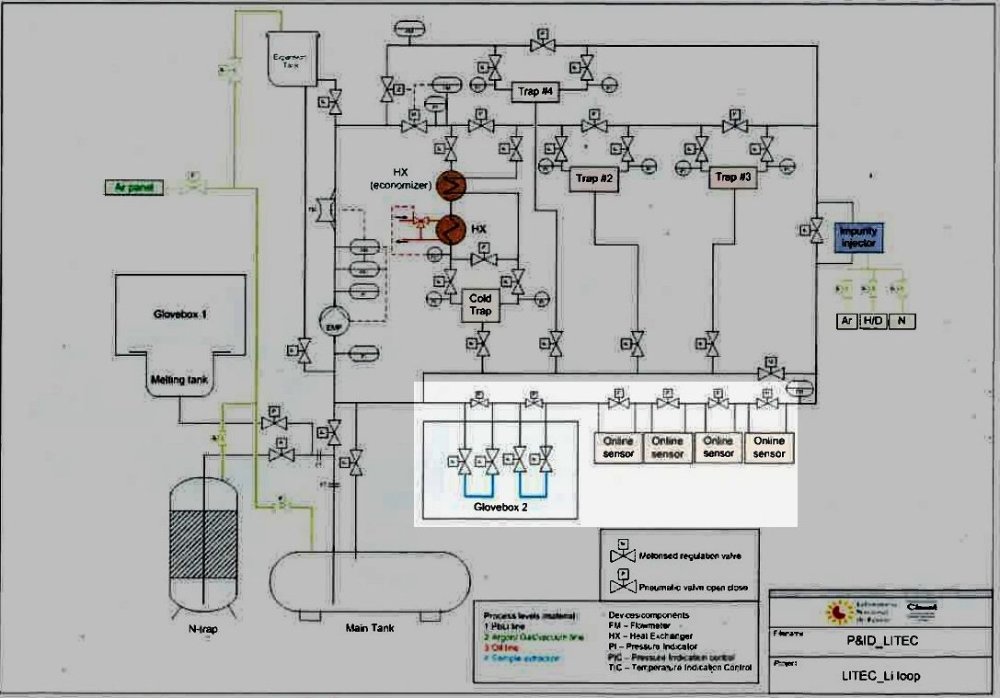 Expansion
Tank
Trap #4
HX
(economizer)
Trap #2
Trap #3
Ar panel
HX
Impurity
injector
Glovebox 1
Cold
Trap
EMP
Ar
H/D
N
Melting tank
Online
sensor
Online
sensor
Online
sensor
Online
sensor
Glovebox 2
N-trap
Main Tank
Motorised regulation valve
Pneumatic valve open close
Process levels (material)
1 PbLi line
2 Argon/ Gas/vacuum line
3 Oil line
4 Sample extraction
Devices/components
FM – Flowmeter
HX – Heat Exchanger
PI – Pressure Indicator
PIC – Pressure Indication control
TIC – Temperature Indication Control
Filename
P&ID_LITEC
Project
LITEC_Li loop